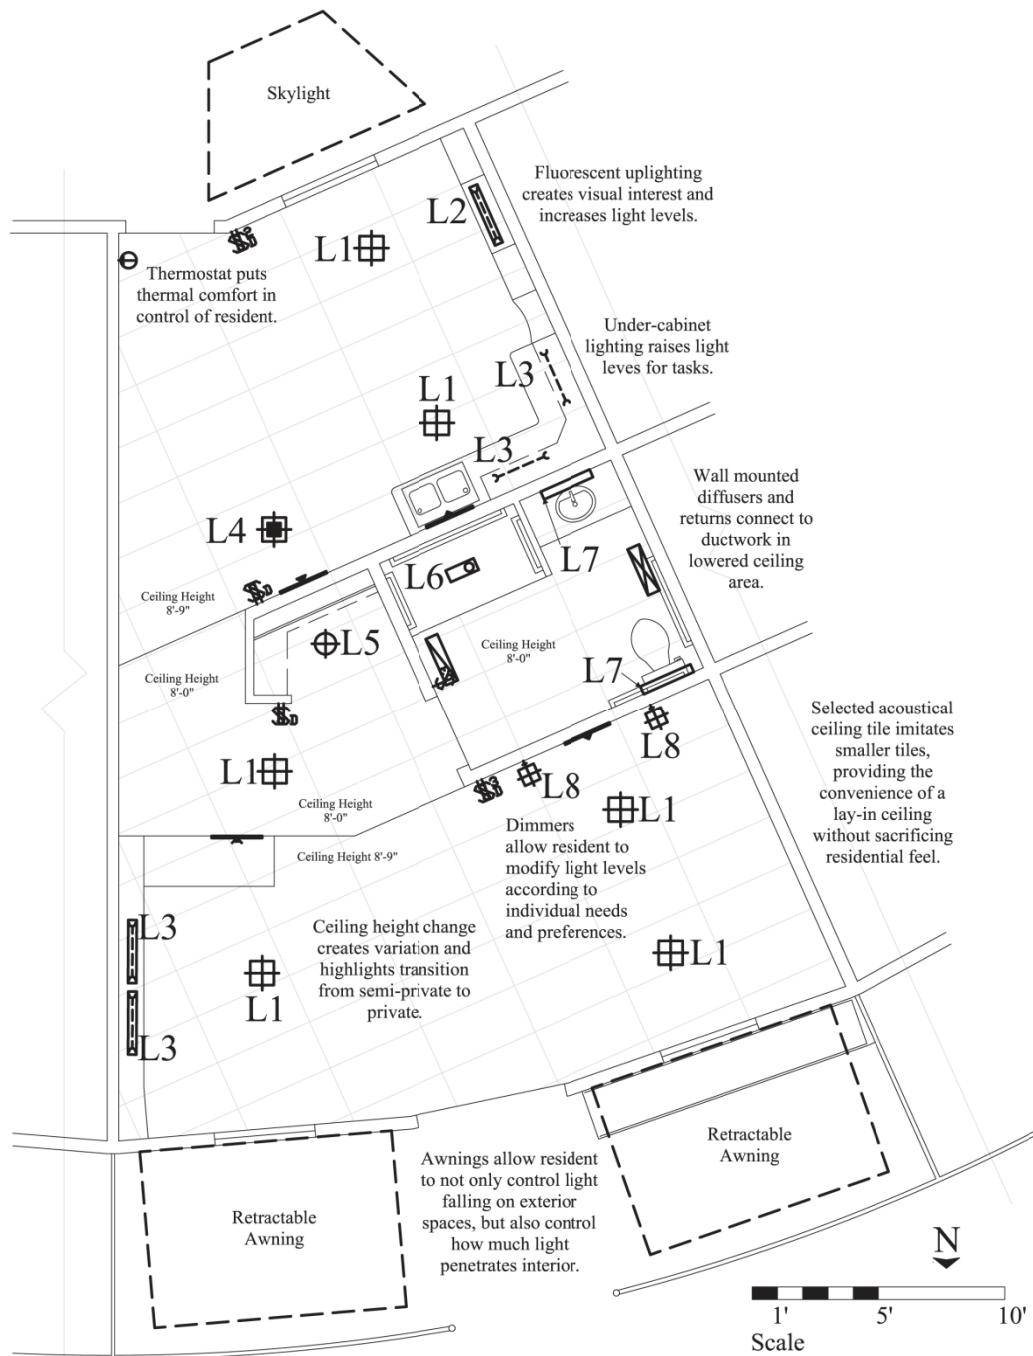 Skylight
Fluorescent uplighting
creates visual interest and
increases light levels.
L2
L1
Thermostat puts
thermal comfort in
control of resident.
Under-cabinet
lighting raises light
leves for tasks.
L3
L1
L3
Wall mounted
diffusers and
returns connect to
ductwork in
lowered ceiling
area.
L4
L6
L7
Ceiling Height
8'-9"
L5
Ceiling Height
8'-0"
Ceiling Height
8'-0"
L7
Selected acoustical
ceiling tile imitates
smaller tiles,
providing the
convenience of a
lay-in ceiling
without sacrificing
residential feel.
L8
L1
L8
L1
Ceiling Height
8'-0"
Dimmers
allow resident to
modify light levels
according to
individual needs
and preferences.
Ceiling Height 8'-9"
L3
Ceiling height change
creates variation and
highlights transition
from semi-private to
private.
L1
L1
L3
Retractable
Awning
Awnings allow resident
to not only control light
falling on exterior
spaces, but also control
how much light
penetrates interior.
Retractable
Awning
N
1' 5' 10'
Scale